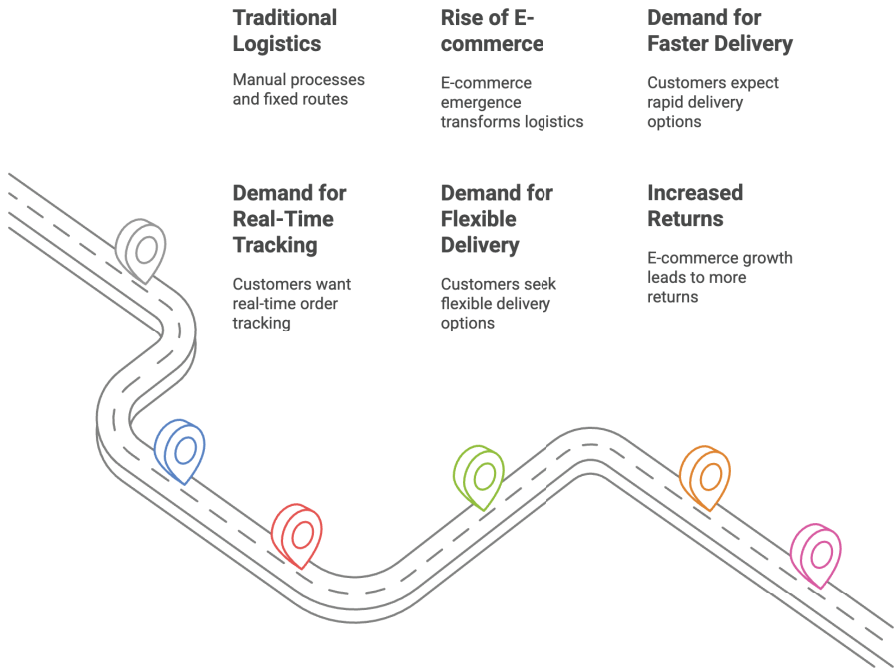 Traditional
Logistics
Manual processes
and fixed routes
Rise of E-
commerce
E-commerce
emergence
transforms logistics
Demand for
Faster Delivery
Customers expect
rapid delivery
options
Demand for
Real-Time
Tracking
Customers want
real-time order
tracking
Demand for
Flexible
Delivery
Customers seek
flexible delivery
options
Increased
Returns
E-commerce growth
leads to more
returns